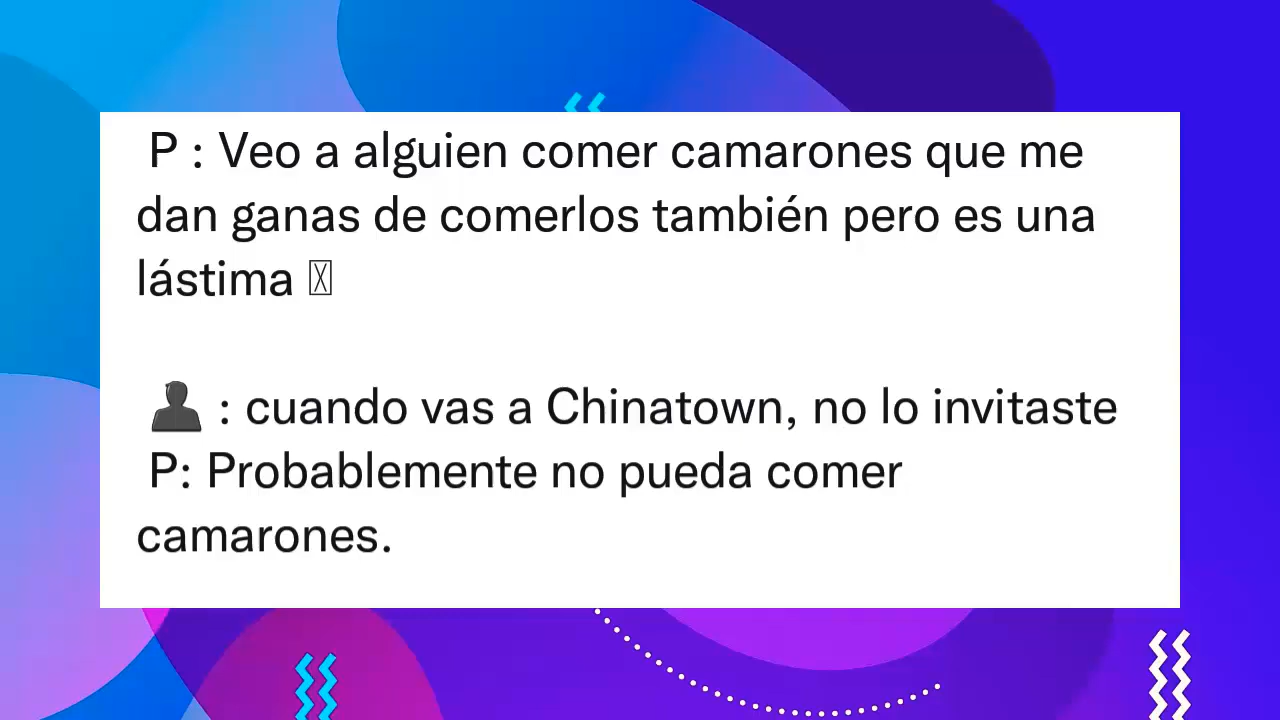 P : Veo a alguien comer camarones que me
dan ganas de comerlos también pero es una
lástima
👤 : cuando vas a Chinatown, no lo invitaste
P: Probablemente no pueda comer
camarones.